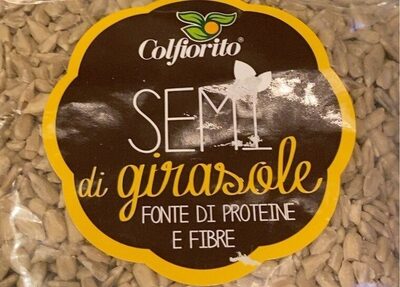 Colfiorito®
SEMI
di girasole
FONTE DI PROTEINE
E FIBRE